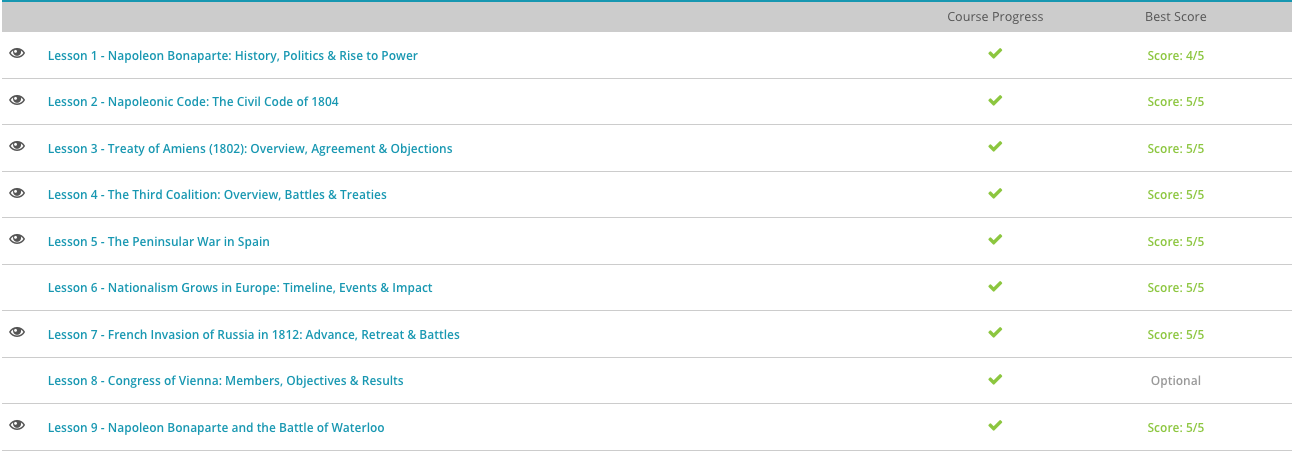 Course Progress Best Score
Lesson 1 - Napoleon Bonaparte: History, Politics & Rise to Power Score: 4/5
Lesson 2 - Napoleonic Code: The Civil Code of 1804 Score: 5/5
Lesson 3 - Treaty of Amiens (1802): Overview, Agreement & Objections Score: 5/5
Lesson 4 - The Third Coalition: Overview, Battles & Treaties Score: 5/5
Lesson 5 - The Peninsular War in Spain Score: 5/5
Lesson 6 - Nationalism Grows in Europe: Timeline, Events & Impact Score: 5/5
Lesson 7 - French Invasion of Russia in 1812: Advance, Retreat & Battles Score: 5/5
Lesson 8 - Congress of Vienna: Members, Objectives & Results Optional
Lesson 9 - Napoleon Bonaparte and the Battle of Waterloo Score: 5/5